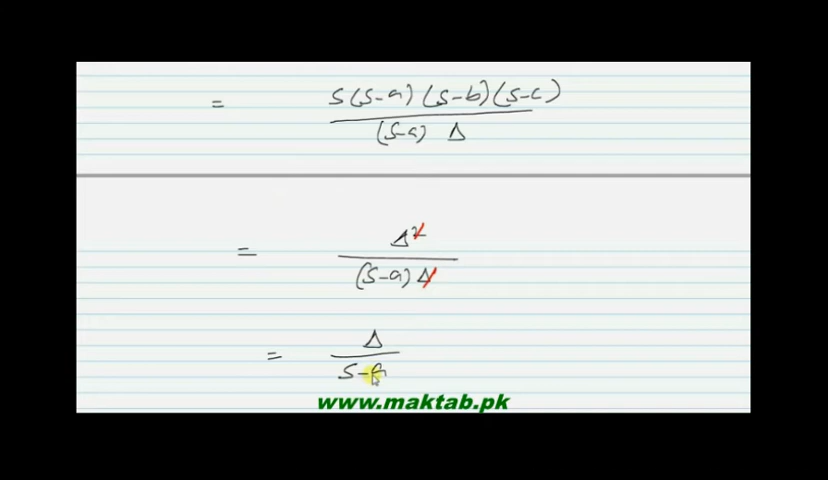 = s(s-a)(s-b)(s-c)
(s-a) Δ
= Δ²
(s-a) Δ
= Δ
s-a
www.maktab.pk